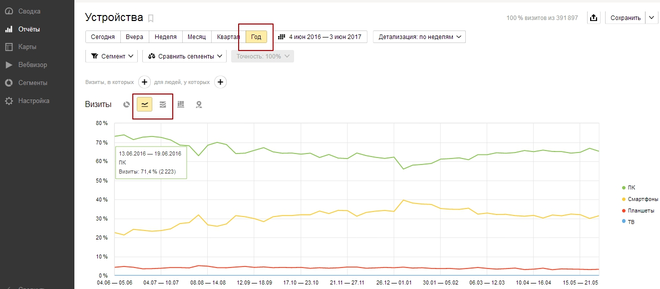 Сводка
Отчёты
Карты
Вебвизор
Сегменты
Настройка
Устройства
100 % визитов из 391 897
Сохранить
Сегодня Вчера Неделя Месяц Квартал Год 4 июн 2016 — 3 июн 2017 Детализация: по неделям
Сегмент Сравнить сегменты Точность: 100%
Визиты, в которых + для людей, у которых +
Визиты
80 %
70 %
60 %
50 %
40 %
30 %
20 %
10 %
0 %
13.06.2016 — 19.06.2016
ПК
Визиты: 71,4 % (2 223)
ПК
Смартфоны
Планшеты
ТВ
04.06 — 05.06 04.07 — 10.07 08.08 — 14.08 12.09 — 18.09 17.10 — 23.10 21.11 — 27.11 26.12 — 01.01 30.01 — 05.02 06.03 — 12.03 10.04 — 16.04 15.05 — 21.05